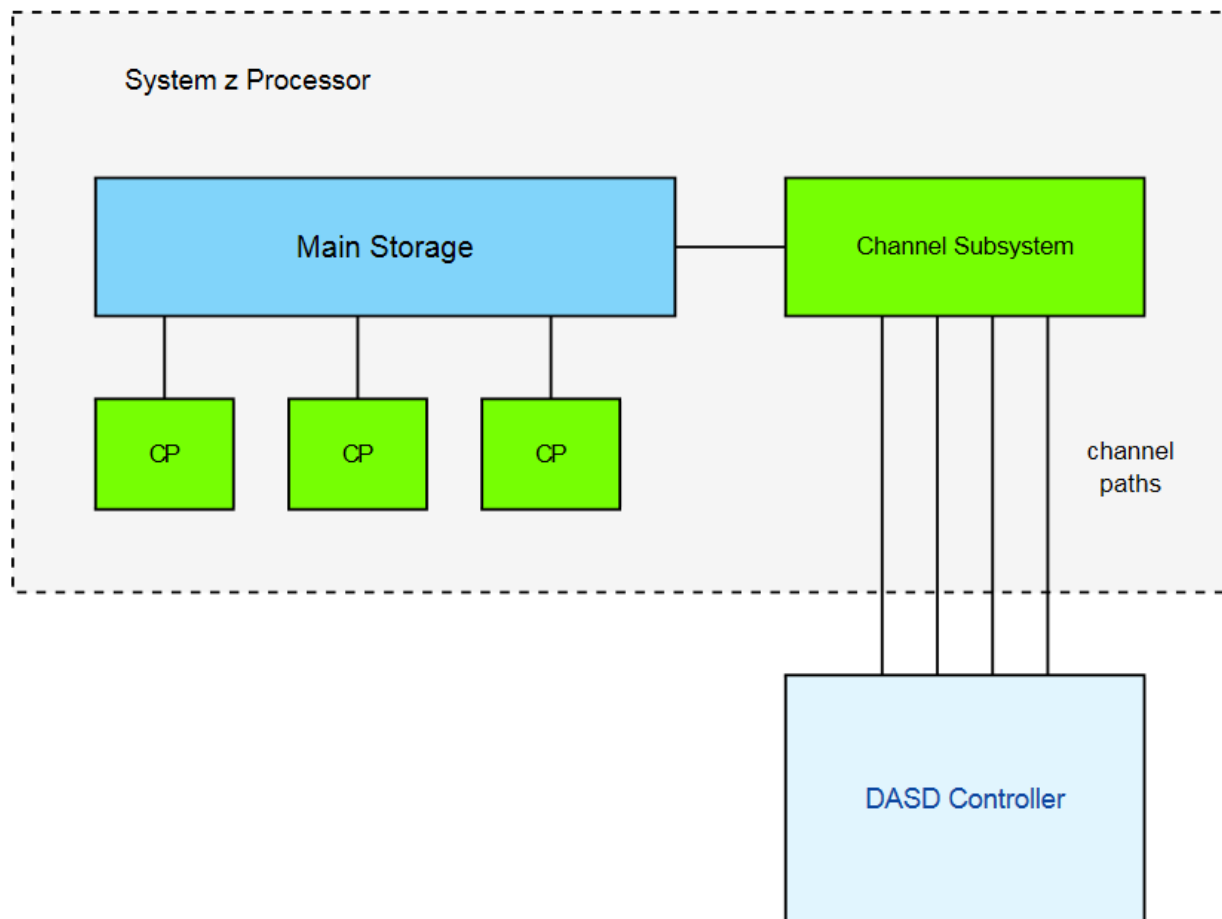 System z Processor
Main Storage
Channel Subsystem
CP
CP
CP
channel
paths
DASD Controller